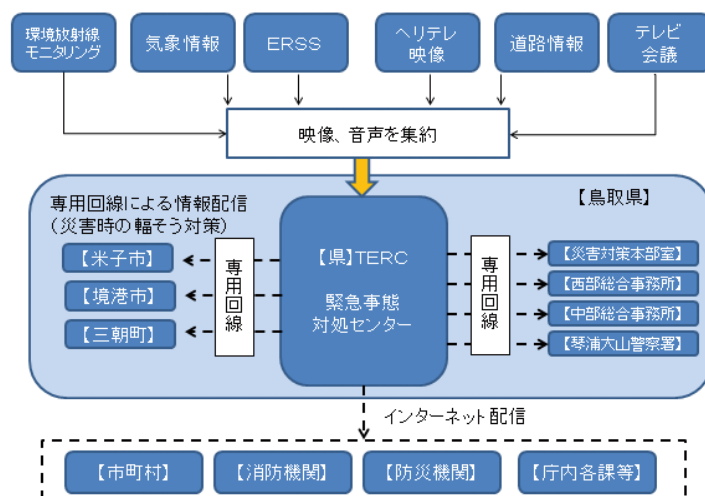 環境放射線
モニタリング
気象情報
ERSS
ヘリテレ
映像
道路情報
テレビ
会議
映像、音声を集約
専用回線による情報配信
(災害時の輻そう対策)
【鳥取県】
【米子市】
【境港市】
【三朝町】
専用回線
【県】TERC
緊急事態
対処センター
専用回線
【災害対策本部室】
【西部総合事務所】
【中部総合事務所】
【琴浦大山警察署】
インターネット配信
【市町村】
【消防機関】
【防災機関】
【庁内各課等】